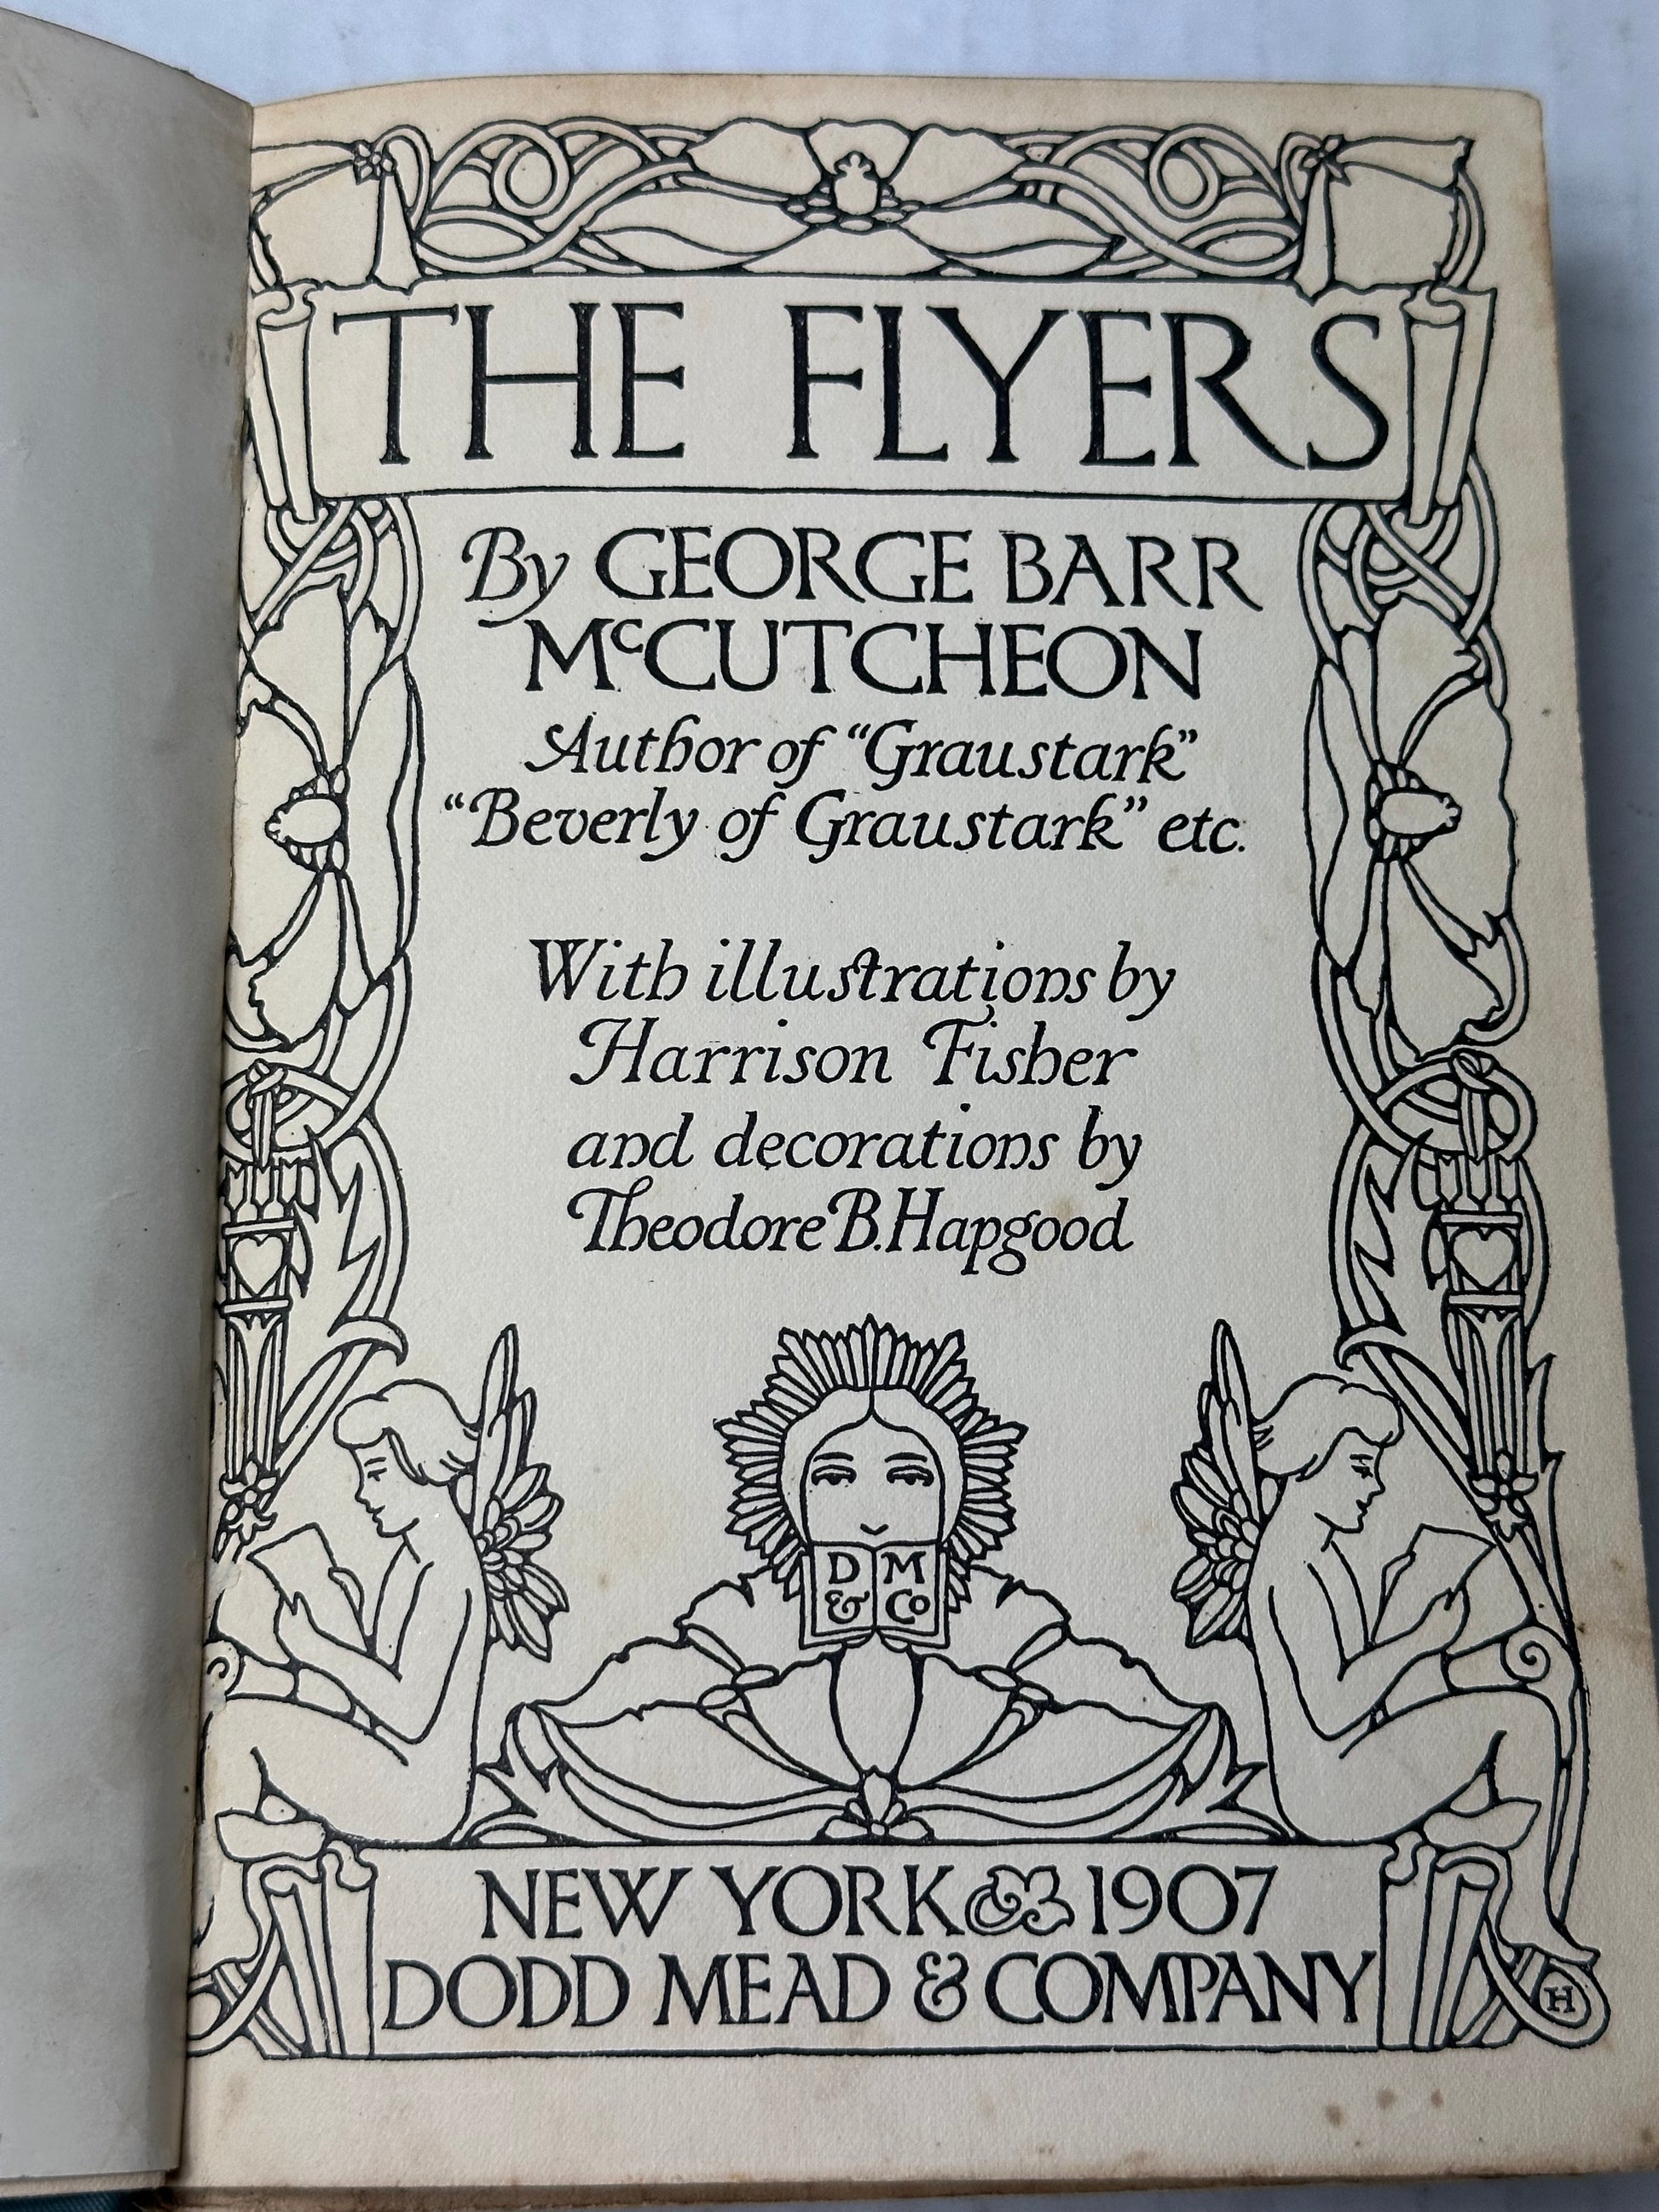 THE FLYERS
By GEORGE BARR
McCUTCHEON
Author of “Graustark”
“Beverly of Graustark” etc.
With illustrations by
Harrison Fisher
and decorations by
Theodore B. Hapgood
D M
& Co
NEW YORK 1907
DODD MEAD & COMPANY
H